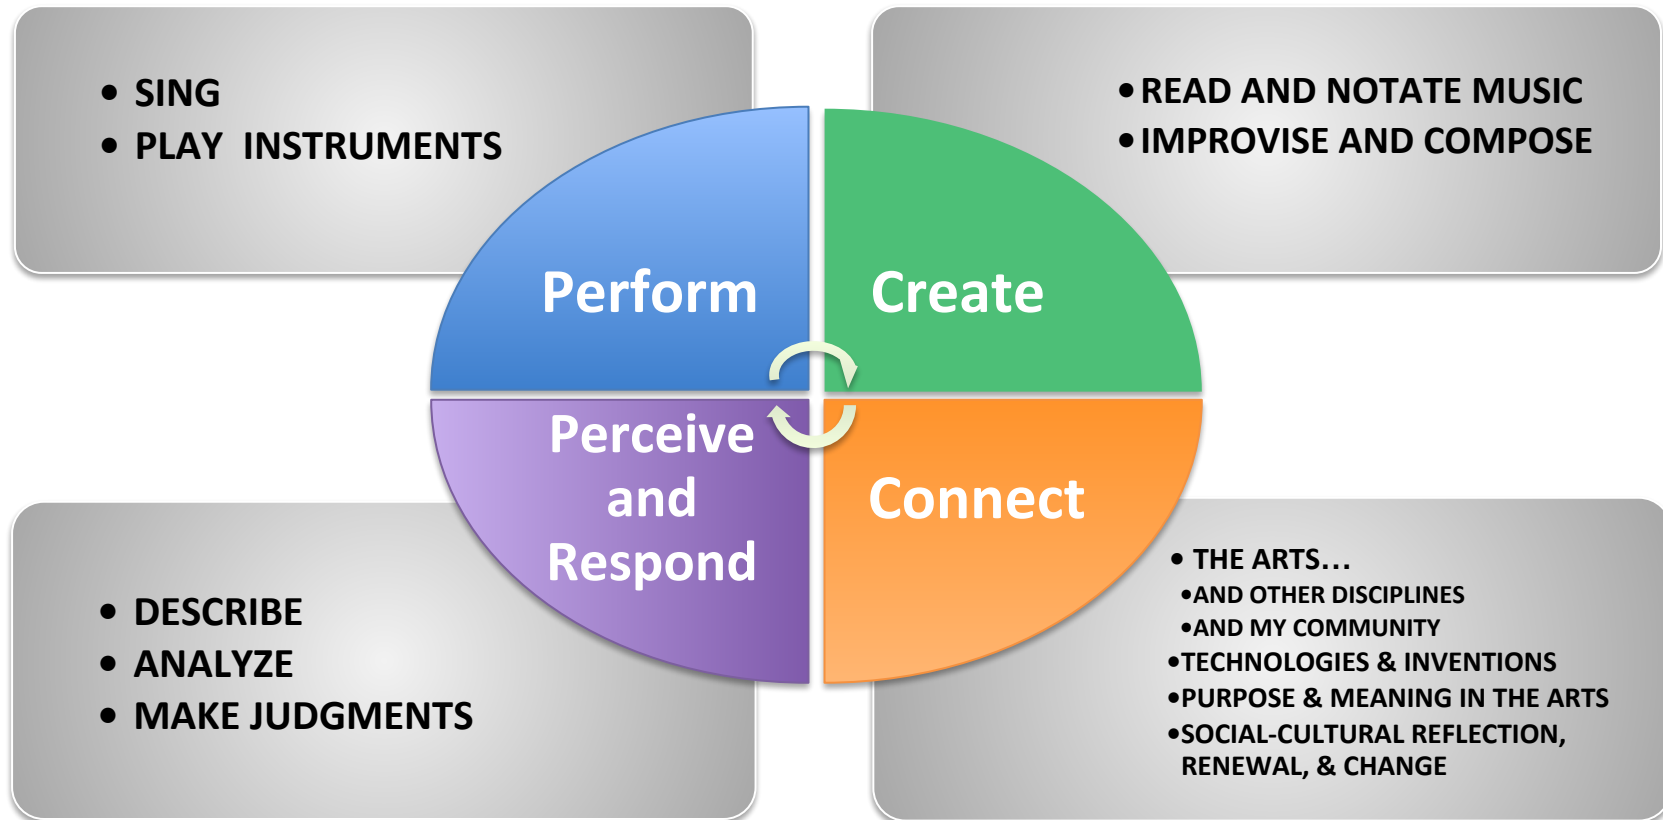 • SING
• PLAY INSTRUMENTS
•READ AND NOTATE MUSIC
•IMPROVISE AND COMPOSE
Perform
Create
Perceive
and
Respond
Connect
• DESCRIBE
• ANALYZE
• MAKE JUDGMENTS
• THE ARTS...
•AND OTHER DISCIPLINES
•AND MY COMMUNITY
•TECHNOLOGIES & INVENTIONS
•PURPOSE & MEANING IN THE ARTS
•SOCIAL-CULTURAL REFLECTION,
RENEWAL, & CHANGE